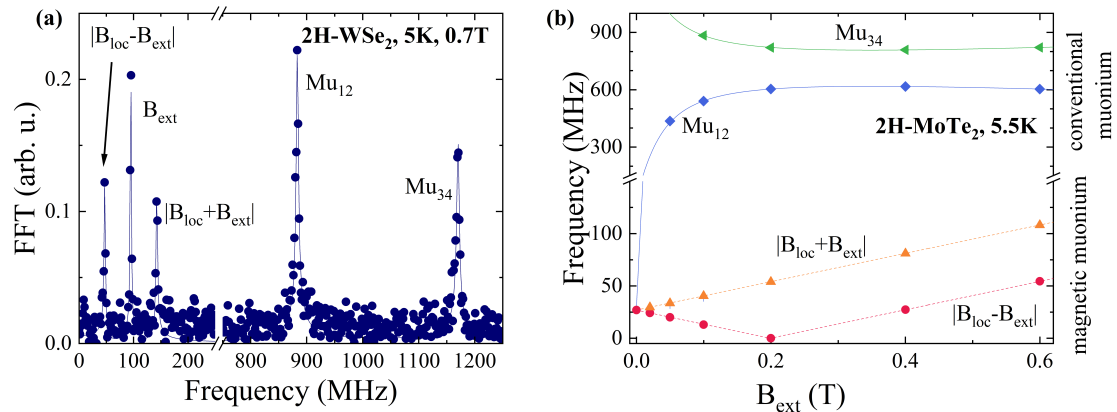 (a)
2H-WSe₂, 5K, 0.7T
|B_loc-B_ext|
B_ext
|B_loc+B_ext|
Mu₁₂
Mu₃₄
FFT (arb. u.)
0.2
0.1
0.0
0 100 200 800 900 1000 1100 1200
Frequency (MHz)
(b)
Mu₃₄
Mu₁₂
2H-MoTe₂, 5.5K
|B_loc+B_ext|
|B_loc-B_ext|
Frequency (MHz)
900
600
300
100
50
0
0.0 0.2 0.4 0.6
B_ext (T)
conventional
muonium
magnetic muonium